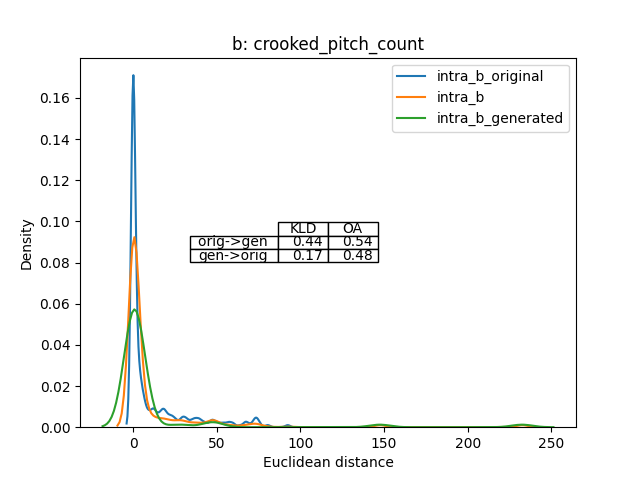 b: crooked_pitch_count
intra_b_original
intra_b
intra_b_generated
0.16
0.14
0.12
0.10
0.08
0.06
0.04
0.02
0.00
Density
KLD OA
orig->gen 0.44 0.54
gen->orig 0.17 0.48
0 50 100 150 200 250
Euclidean distance